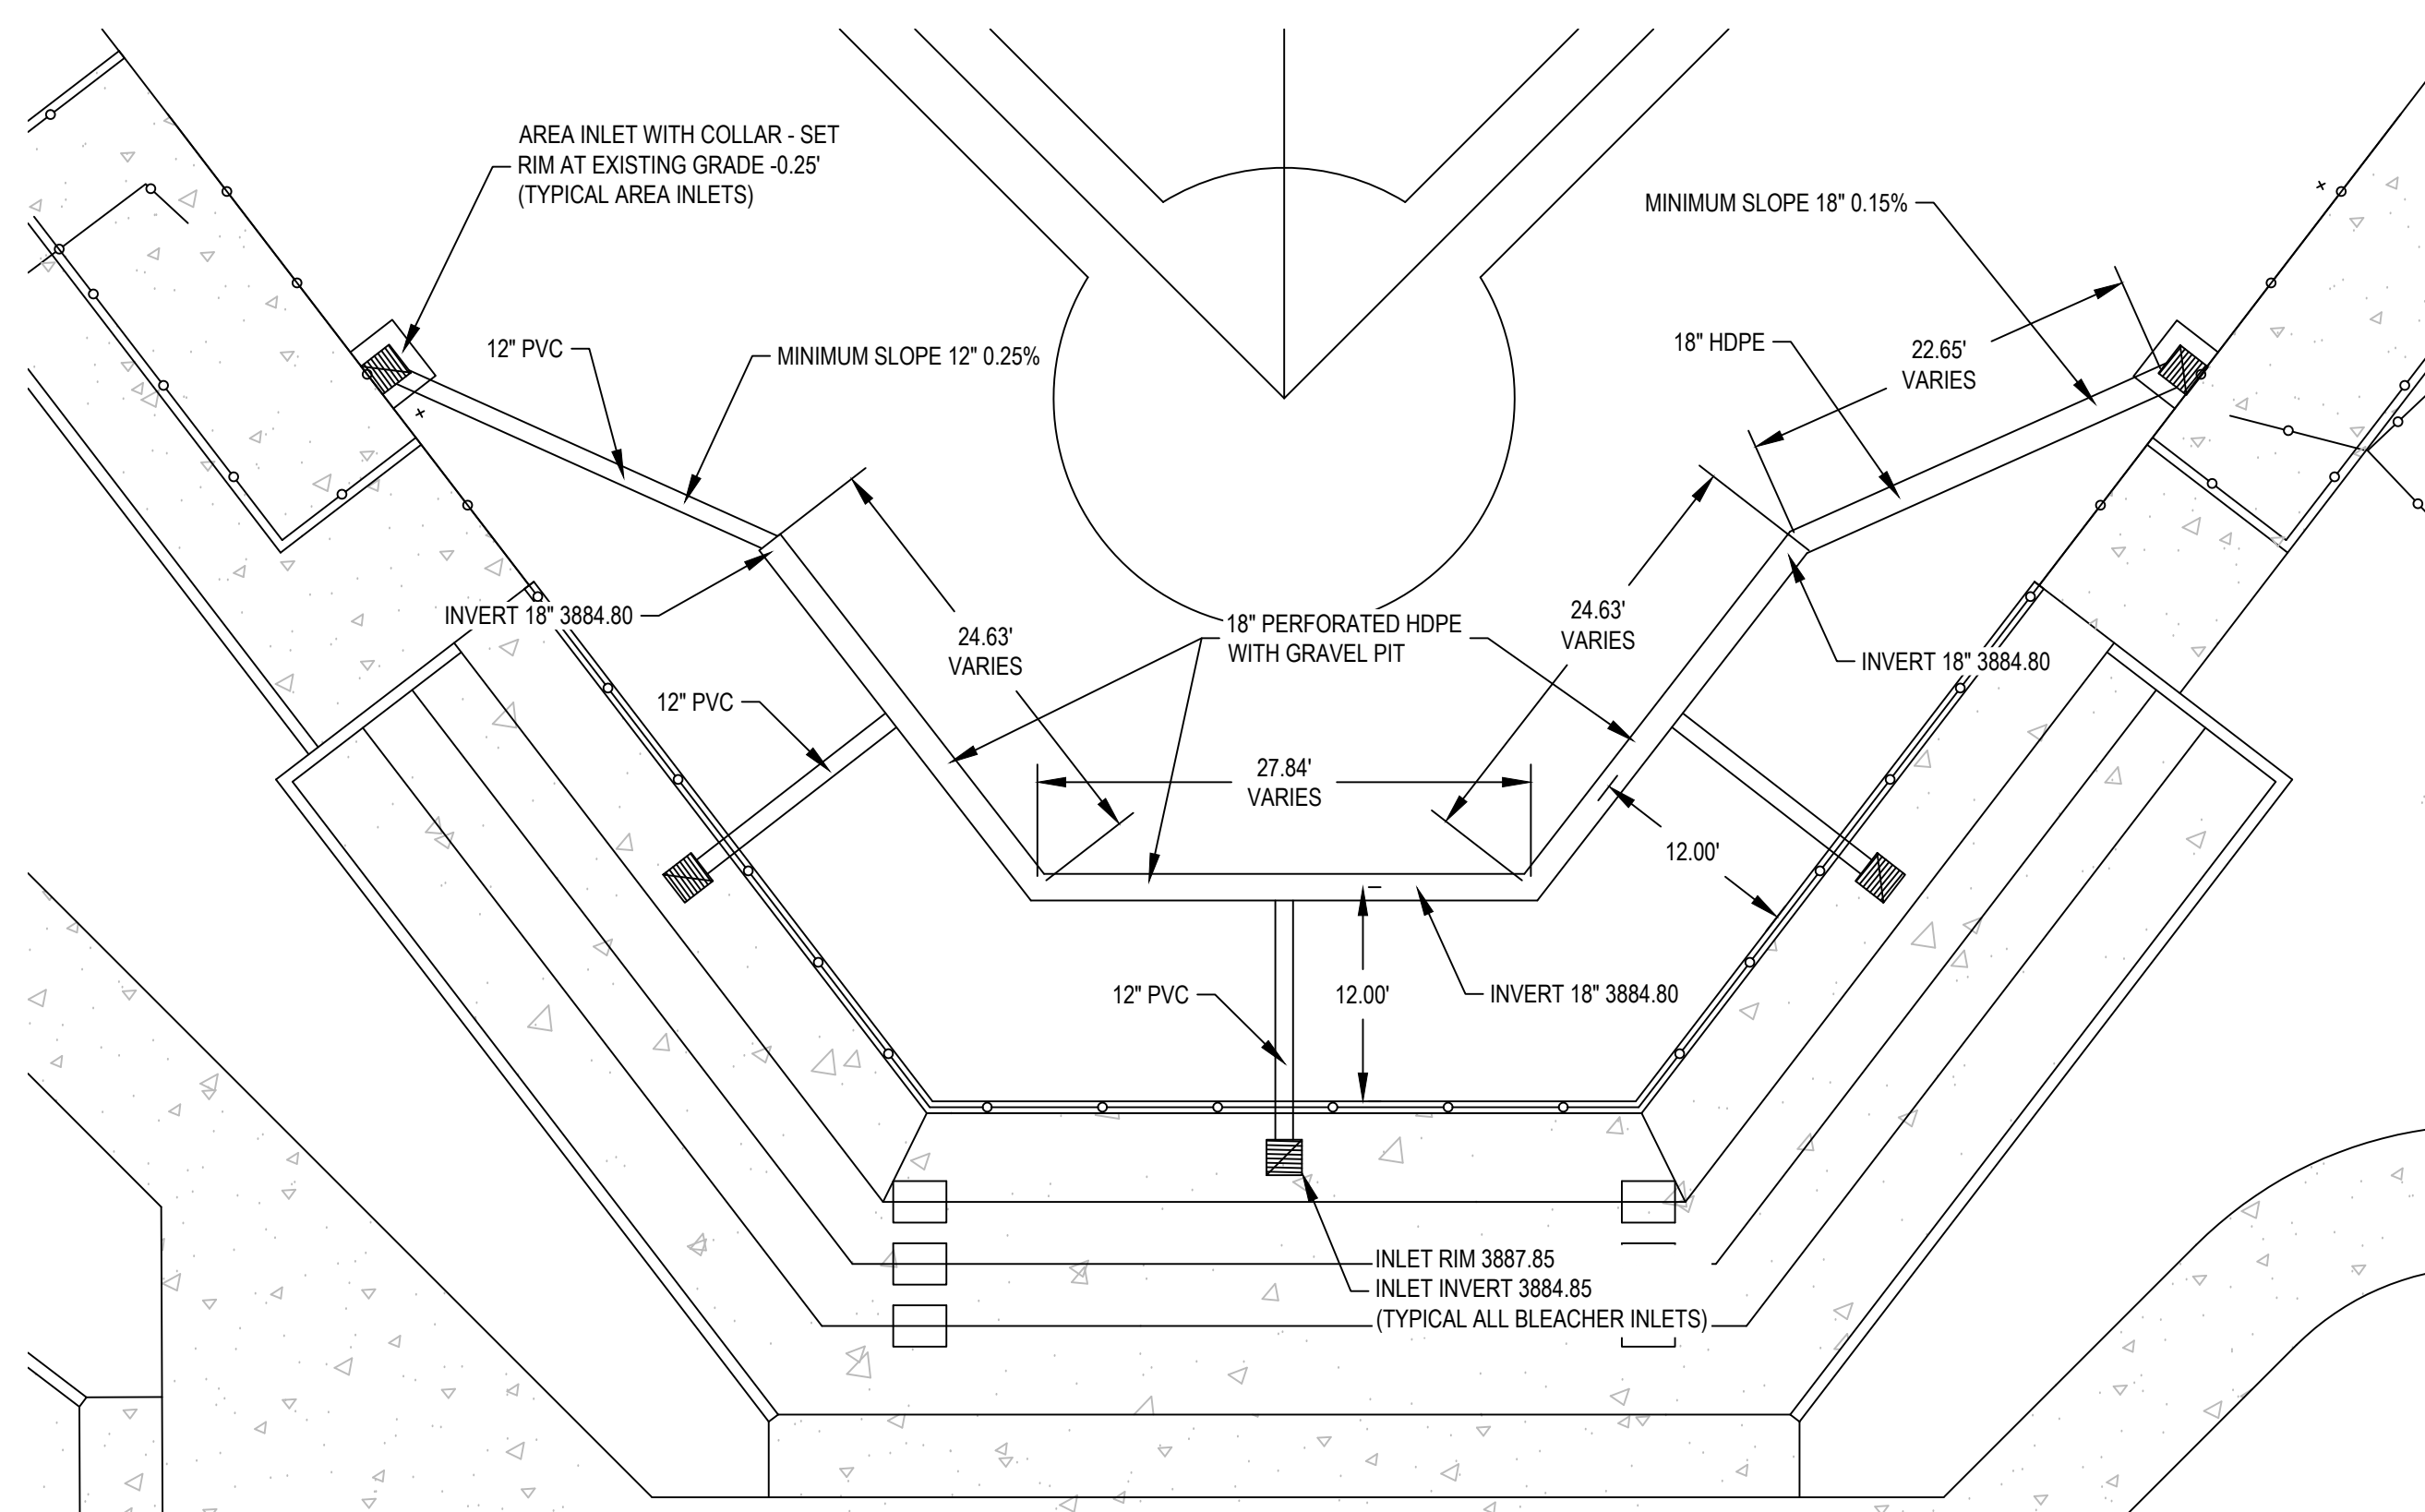 AREA INLET WITH COLLAR - SET
RIM AT EXISTING GRADE -0.25'
(TYPICAL AREA INLETS)
MINIMUM SLOPE 18" 0.15%
12" PVC
MINIMUM SLOPE 12" 0.25%
18" HDPE
22.65'
VARIES
INVERT 18" 3884.80
24.63'
VARIES
18" PERFORATED HDPE
WITH GRAVEL PIT
24.63'
VARIES
INVERT 18" 3884.80
12" PVC
27.84'
VARIES
12.00'
12" PVC
12.00'
INVERT 18" 3884.80
INLET RIM 3887.85
INLET INVERT 3884.85
(TYPICAL ALL BLEACHER INLETS)